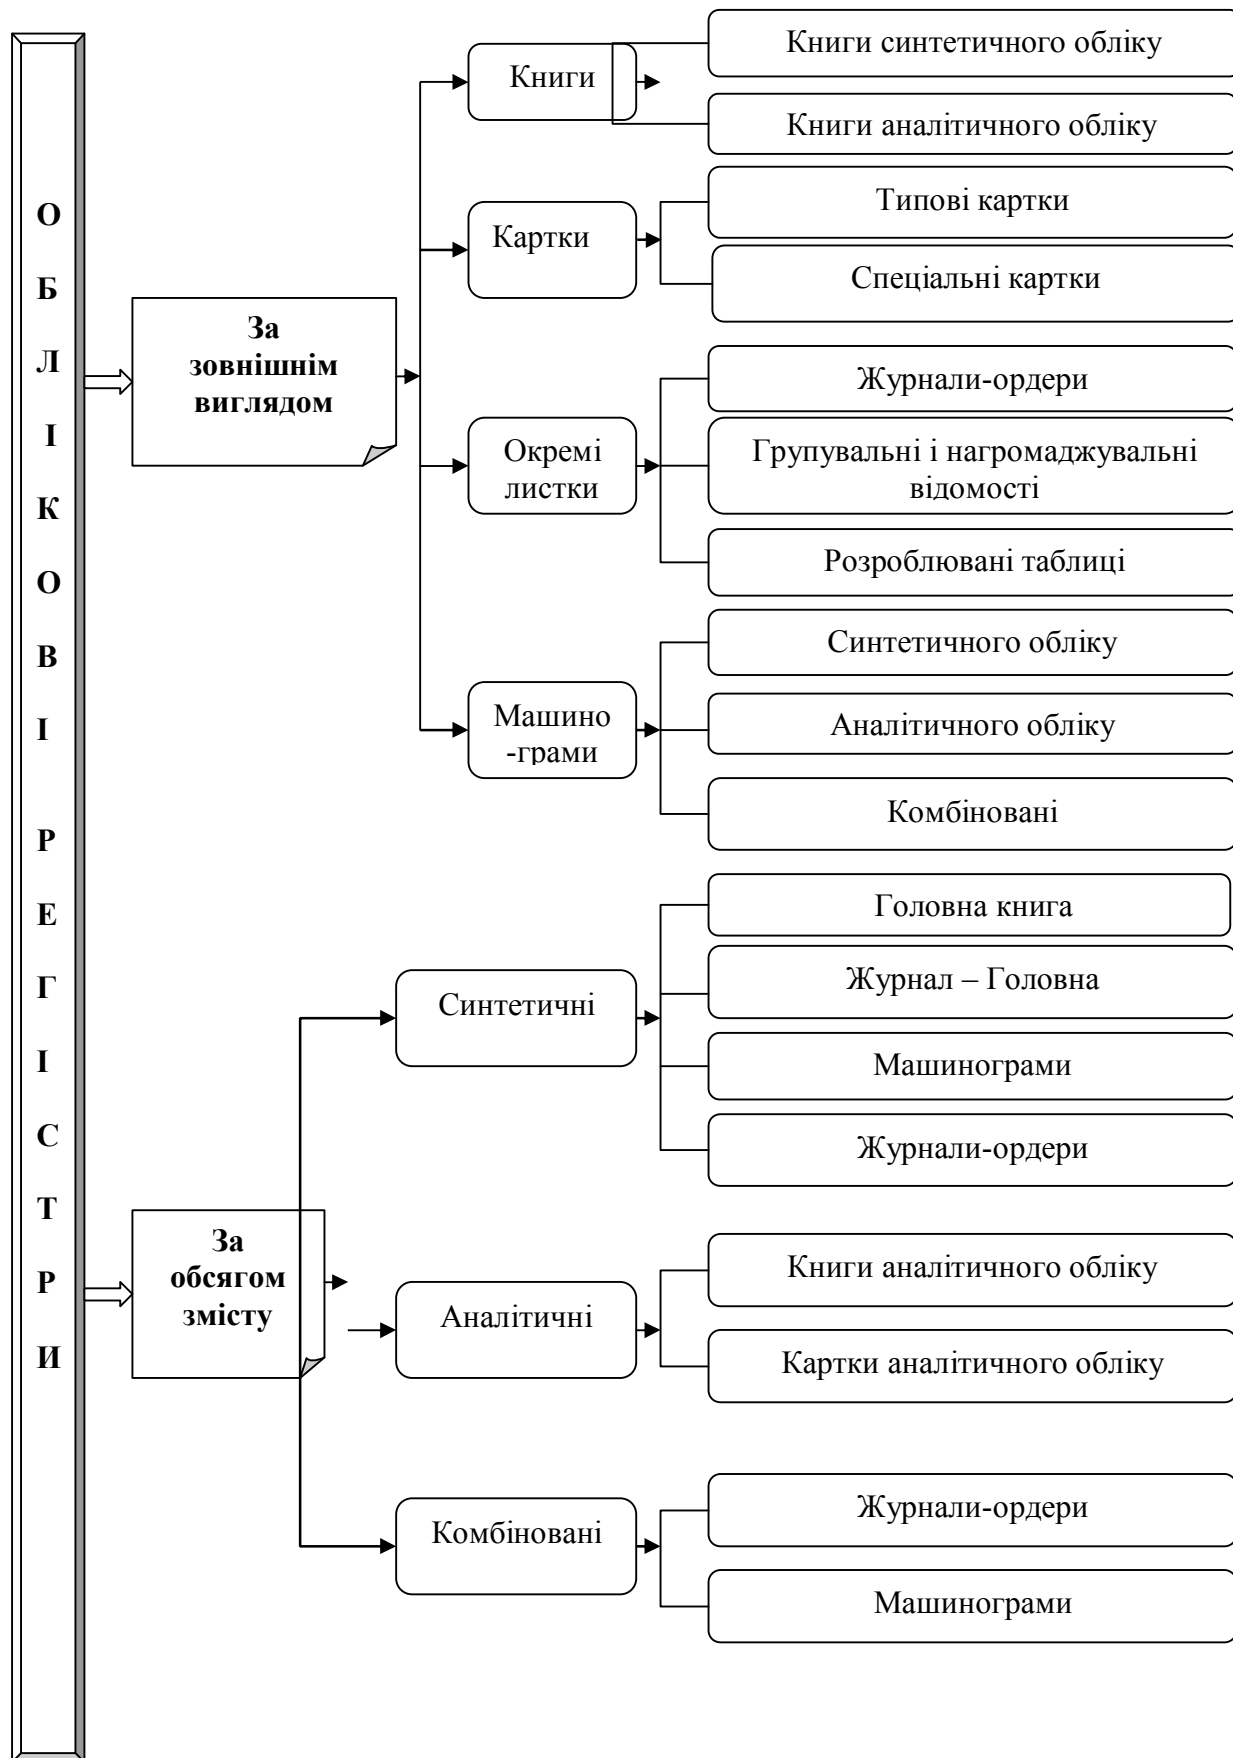 ОБЛІКОВІ РЕГІСТРИ
За
зовнішнім
виглядом
Книги
Книги синтетичного обліку
Книги аналітичного обліку
Картки
Типові картки
Спеціальні картки
Окремі
листки
Журнали-ордери
Групувальні і нагромаджувальні
відомості
Розроблювані таблиці
Машино
-грами
Синтетичного обліку
Аналітичного обліку
Комбіновані
За
обсягом
змісту
Синтетичні
Головна книга
Журнал – Головна
Машинограми
Журнали-ордери
Аналітичні
Книги аналітичного обліку
Картки аналітичного обліку
Комбіновані
Журнали-ордери
Машинограми